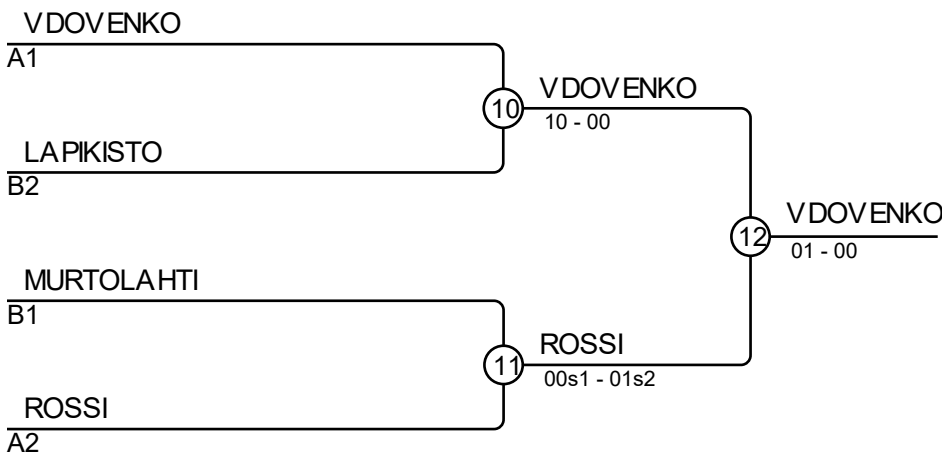 VDOVENKO
A1
10
VDOVENKO
10 - 00
LAPIKISTO
B2
12
VDOVENKO
01 - 00
MURTOLAHTI
B1
11
ROSSI
00s1 - 01s2
ROSSI
A2